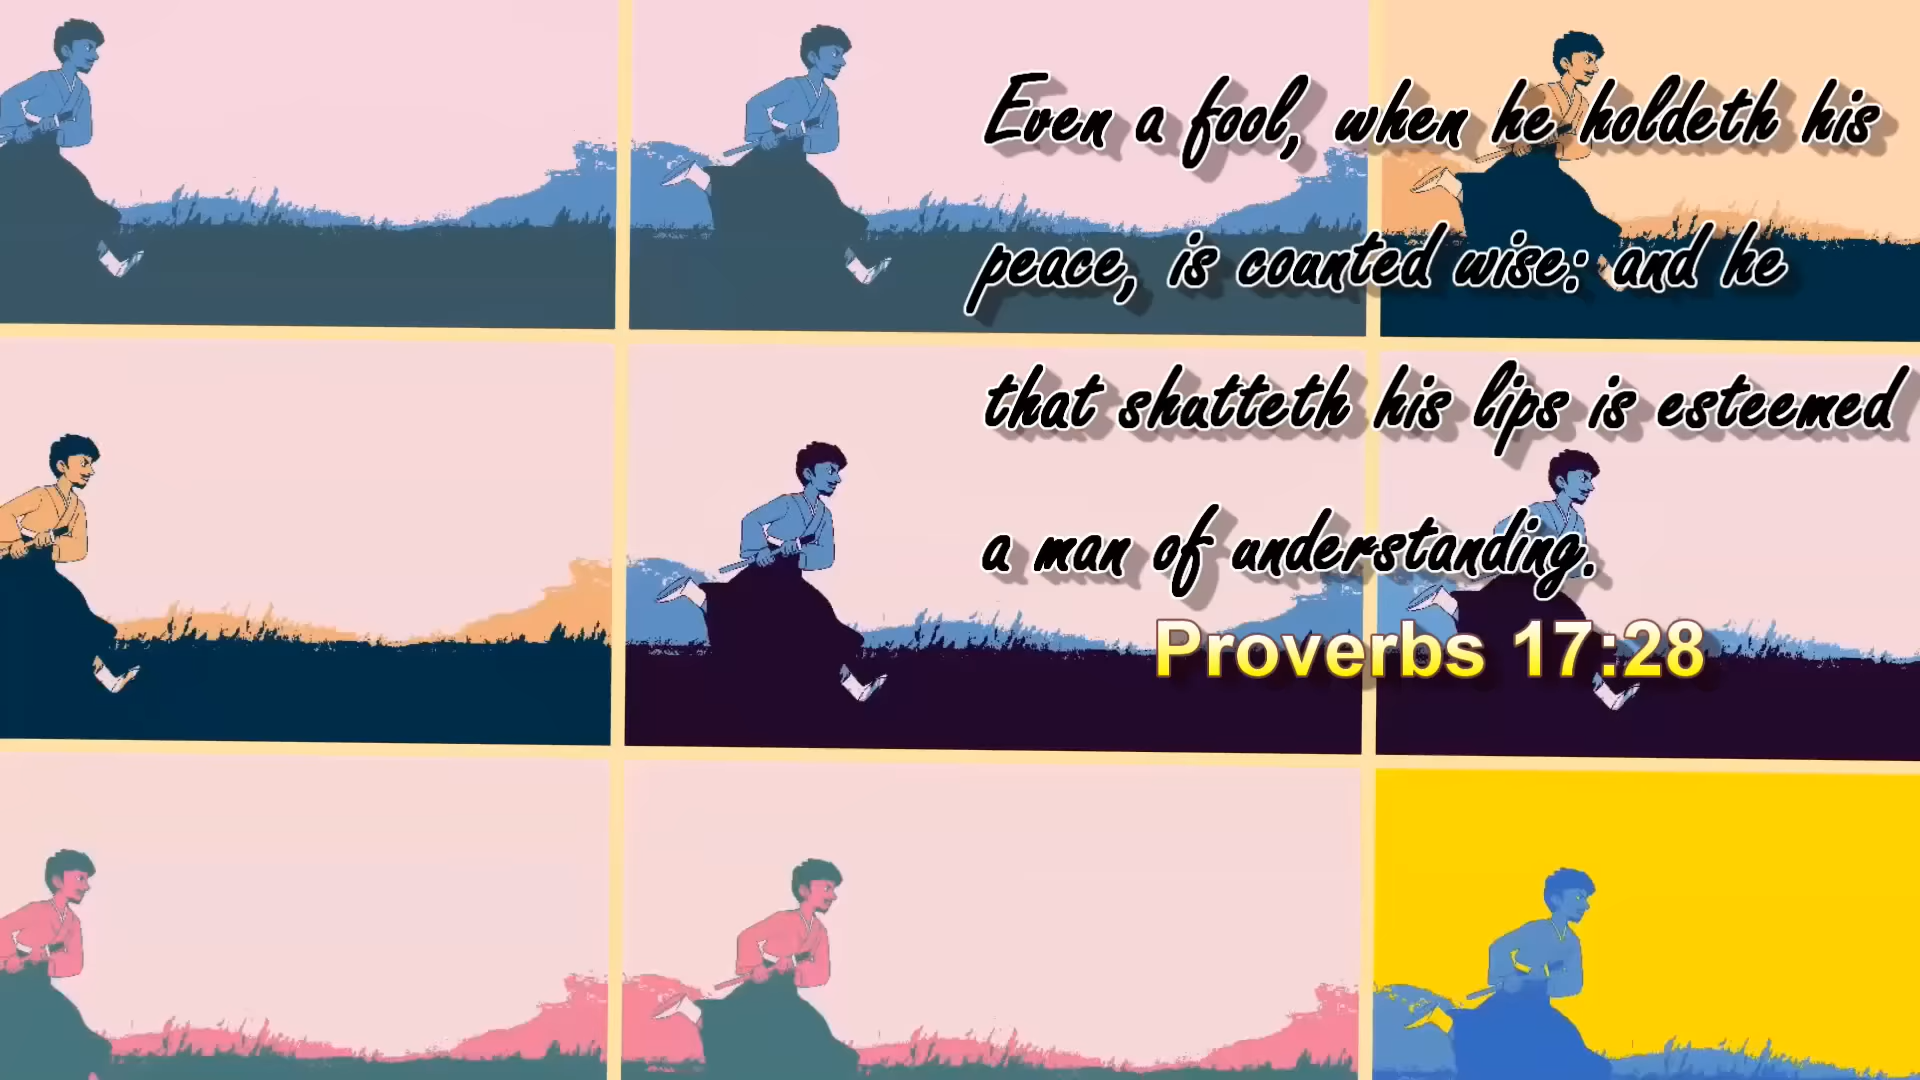 Even a fool, when he holdeth his
peace, is counted wise: and he
that shutteth his lips is esteemed
a man of understanding.
Proverbs 17:28